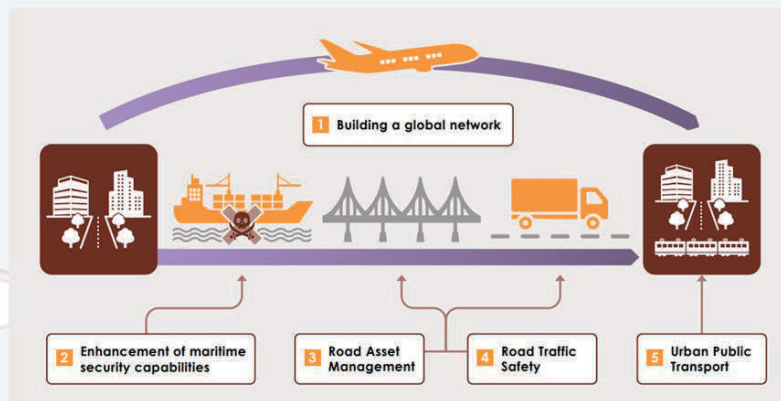 1 Building a global network
2 Enhancement of maritime
security capabilities
3 Road Asset
Management
4 Road Traffic
Safety
5 Urban Public
Transport